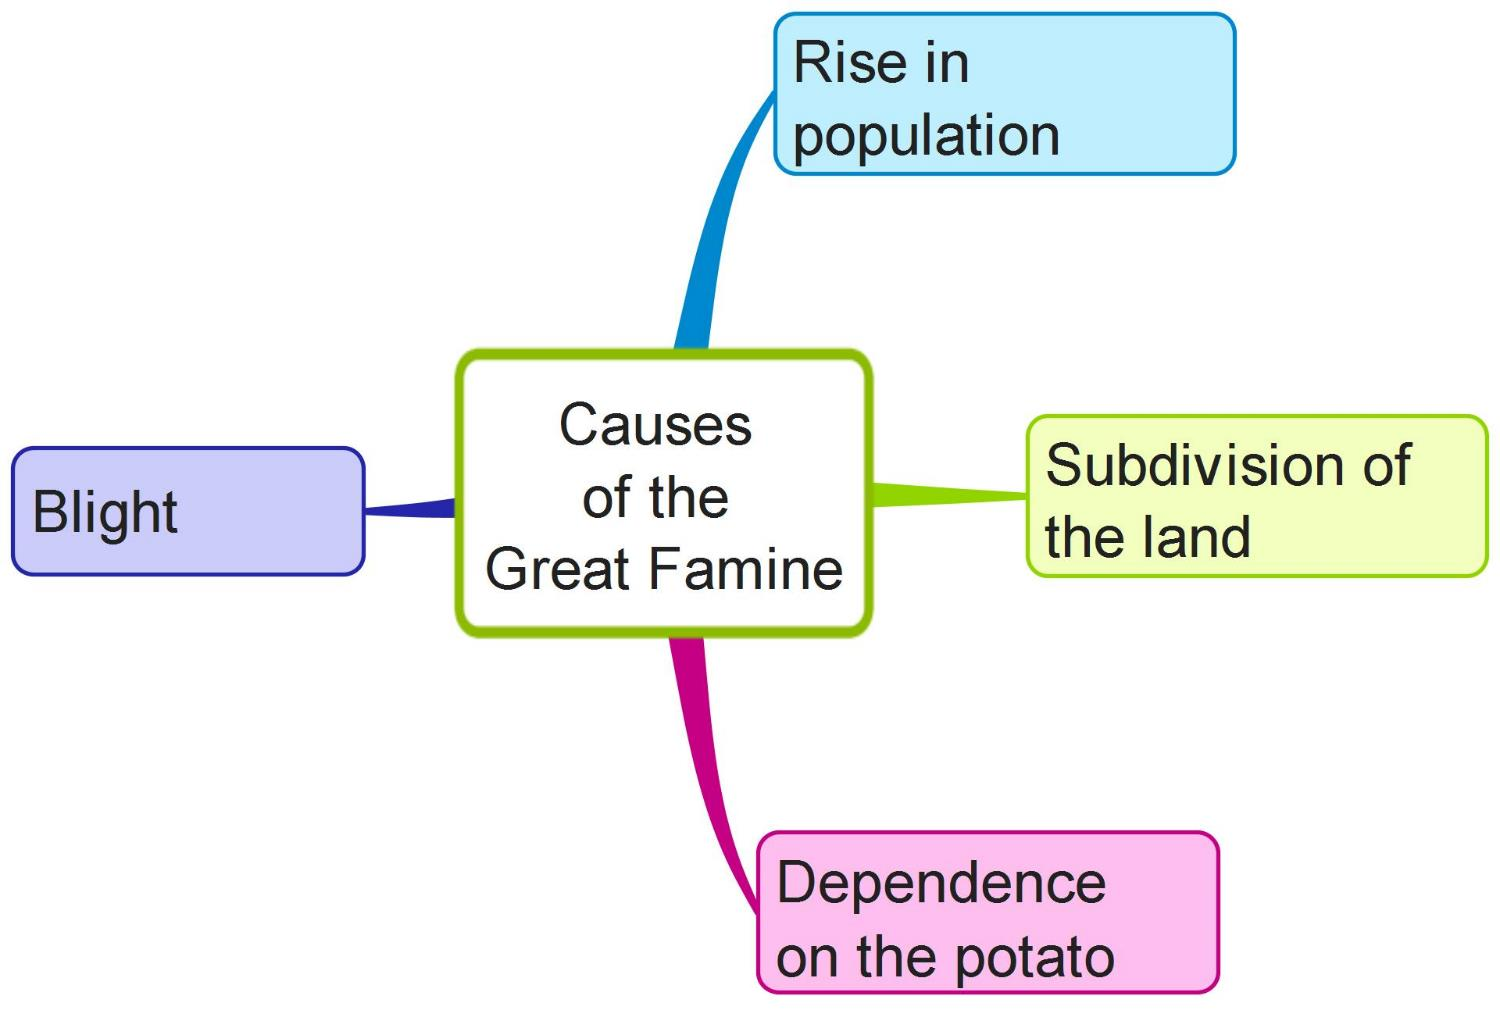 Rise in
population
Causes
of the
Great Famine
Subdivision of
the land
Blight
Dependence
on the potato